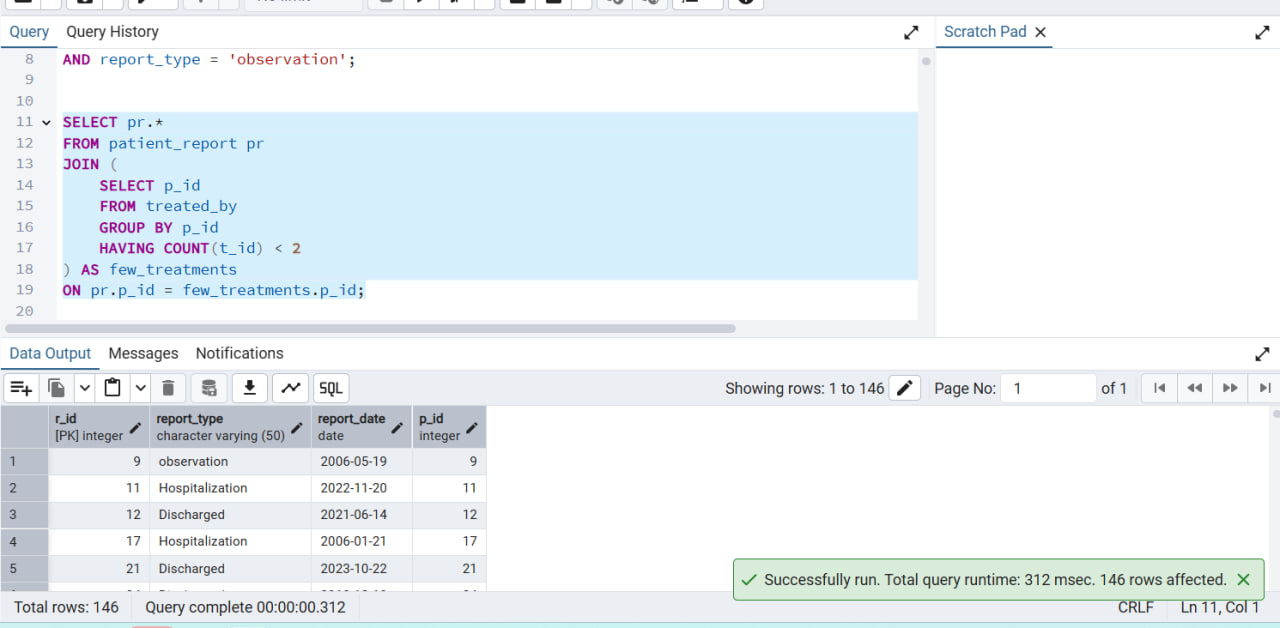 Query Query History Scratch Pad
8 AND report_type = 'observation';
9
10
11 SELECT pr.*
12 FROM patient_report pr
13 JOIN (
14 SELECT p_id
15 FROM treated_by
16 GROUP BY p_id
17 HAVING COUNT(t_id) < 2
18 ) AS few_treatments
19 ON pr.p_id = few_treatments.p_id;
20
Data Output Messages Notifications
SQL Showing rows: 1 to 146 Page No: 1 of 1
r_id report_type report_date p_id
[PK] integer character varying (50) date integer
1 9 observation 2006-05-19 9
2 11 Hospitalization 2022-11-20 11
3 12 Discharged 2021-06-14 12
4 17 Hospitalization 2006-01-21 17
5 21 Discharged 2023-10-22 21
Successfully run. Total query runtime: 312 msec. 146 rows affected.
Total rows: 146 Query complete 00:00:00.312 CRLF Ln 11, Col 1